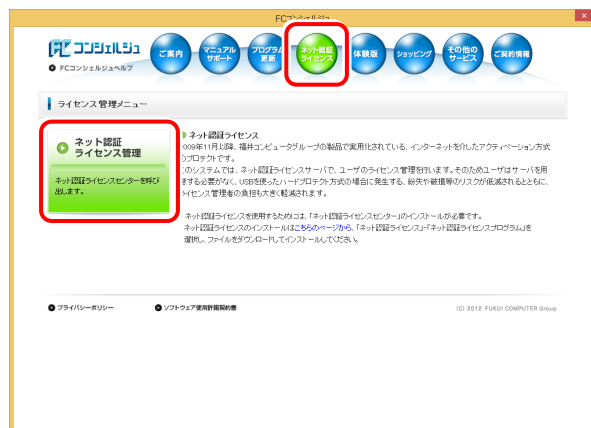 FCコンシェルジュ
FCコンシェルジュ
FCコンシェルジュヘルプ
ご案内
マニュアル
サポート
プログラム
更新
ネット認証
ライセンス
体験版
ショッピング
その他の
サービス
ご契約情報
ライセンス管理メニュー
ネット認証
ライセンス管理
ネット認証ライセンスセンターを呼び
出します。
ネット認証ライセンス
2009年11月以降、福井コンピュータグループの製品で実用化されている、インターネットを介したアクティベーション方式
のプロテクトです。
このシステムでは、ネット認証ライセンスサーバで、ユーザのライセンス管理を行います。そのためユーザはサーバを用
意する必要がなく、USBを使ったハードプロテクト方式の場合に発生する、紛失や破損等のリスクが低減されるとともに、
ライセンス管理者の負担も大きく軽減されます。
ネット認証ライセンスを使用するためには、「ネット認証ライセンスセンター」のインストールが必要です。
ネット認証ライセンスのインストールはこちらのページから、「ネット認証ライセンス」-「ネット認証ライセンスプログラム」を
選択し、ファイルをダウンロードしてインストールしてください。
プライバシーポリシー
ソフトウェア使用許諾契約書
(C) 2012 FUKUI COMPUTER Group